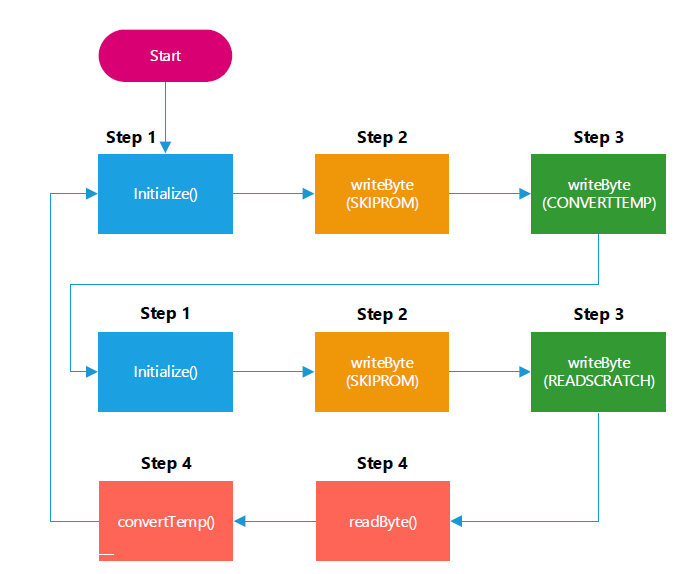 Start
Step 1
Step 2
Step 3
Initialize()
writeByte
(SKIPROM)
writeByte
(CONVERTTEMP)
Step 1
Step 2
Step 3
Initialize()
writeByte
(SKIPROM)
writeByte
(READSCRATCH)
Step 4
Step 4
convertTemp()
readByte()